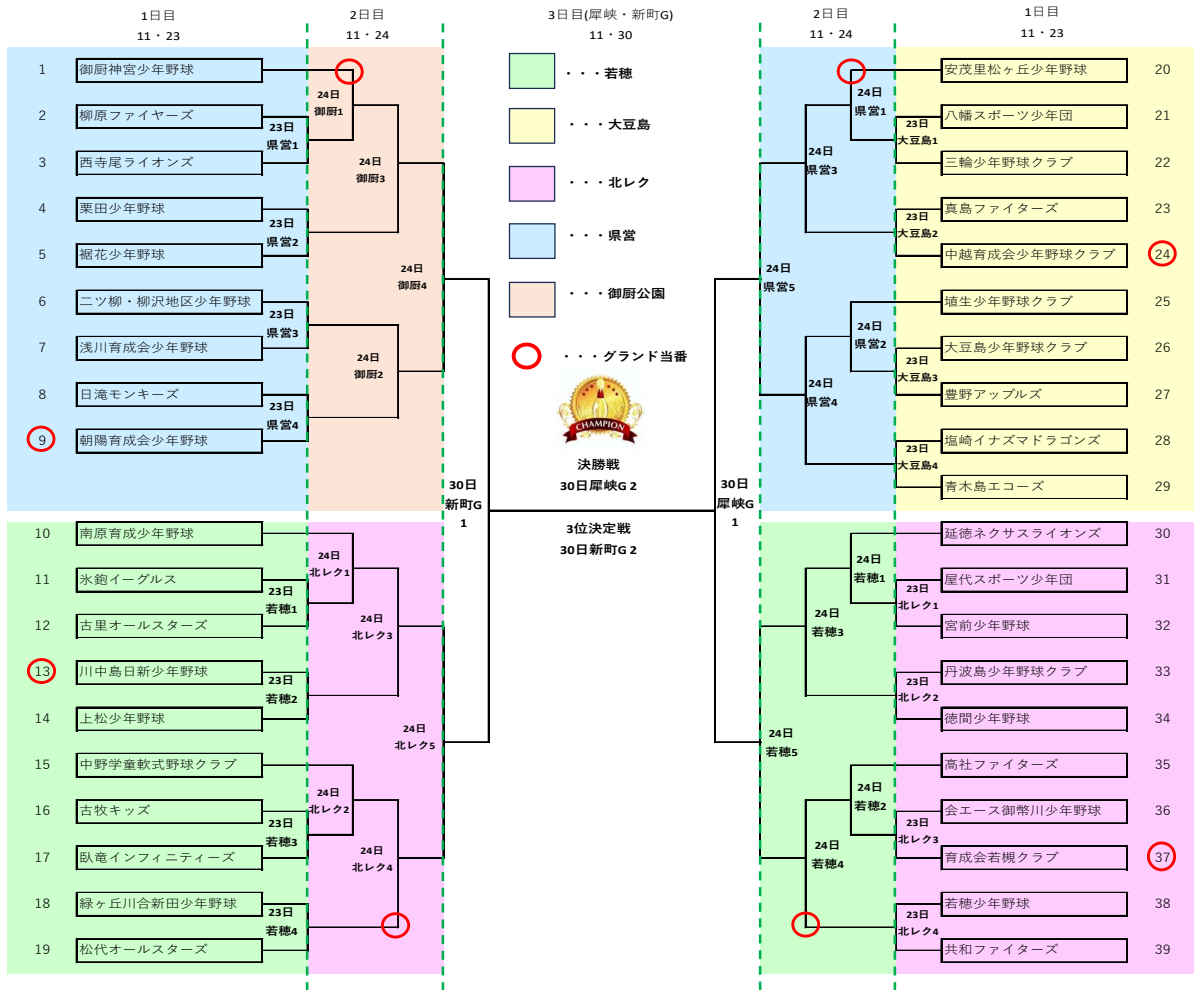 1日目
11・23
2日目
11・24
3日目(犀峡・新町G)
11・30
2日目
11・24
1日目
11・23
1 御厨神宮少年野球
2 柳原ファイヤーズ
3 西寺尾ライオンズ
4 栗田少年野球
5 裾花少年野球
6 二ツ柳・柳沢地区少年野球
7 浅川育成会少年野球
8 日滝モンキーズ
9 朝陽育成会少年野球
10 南原育成少年野球
11 氷鉋イーグルス
12 古里オールスターズ
13 川中島日新少年野球
14 上松少年野球
15 中野学童軟式野球クラブ
16 古牧キッズ
17 臥竜インフィニティーズ
18 緑ヶ丘川合新田少年野球
19 松代オールスターズ
23日
県営1
23日
県営2
23日
県営3
23日
県営4
23日
若穂1
23日
若穂2
23日
若穂3
23日
若穂4
24日
御厨1
24日
御厨3
24日
御厨2
24日
御厨4
24日
北レク1
24日
北レク3
24日
北レク2
24日
北レク4
24日
北レク5
30日
新町G
1
・・・若穂
・・・大豆島
・・・北レク
・・・県営
・・・御厨公園
・・・グランド当番
CHAMPION
決勝戦
30日犀峡G 2
3位決定戦
30日新町G 2
30日
犀峡G
1
24日
県営1
24日
県営3
24日
県営2
24日
県営4
24日
県営5
24日
若穂1
24日
若穂3
24日
若穂2
24日
若穂4
24日
若穂5
23日
大豆島1
23日
大豆島2
23日
大豆島3
23日
大豆島4
23日
北レク1
23日
北レク2
23日
北レク3
23日
北レク4
安茂里松ヶ丘少年野球 20
八幡スポーツ少年団 21
三輪少年野球クラブ 22
真島ファイターズ 23
中越育成会少年野球クラブ 24
埴生少年野球クラブ 25
大豆島少年野球クラブ 26
豊野アップルズ 27
塩崎イナズマドラゴンズ 28
青木島エコーズ 29
延徳ネクサスライオンズ 30
屋代スポーツ少年団 31
宮前少年野球 32
丹波島少年野球クラブ 33
徳間少年野球 34
高社ファイターズ 35
会エース御幣川少年野球 36
育成会若槻クラブ 37
若穂少年野球 38
共和ファイターズ 39